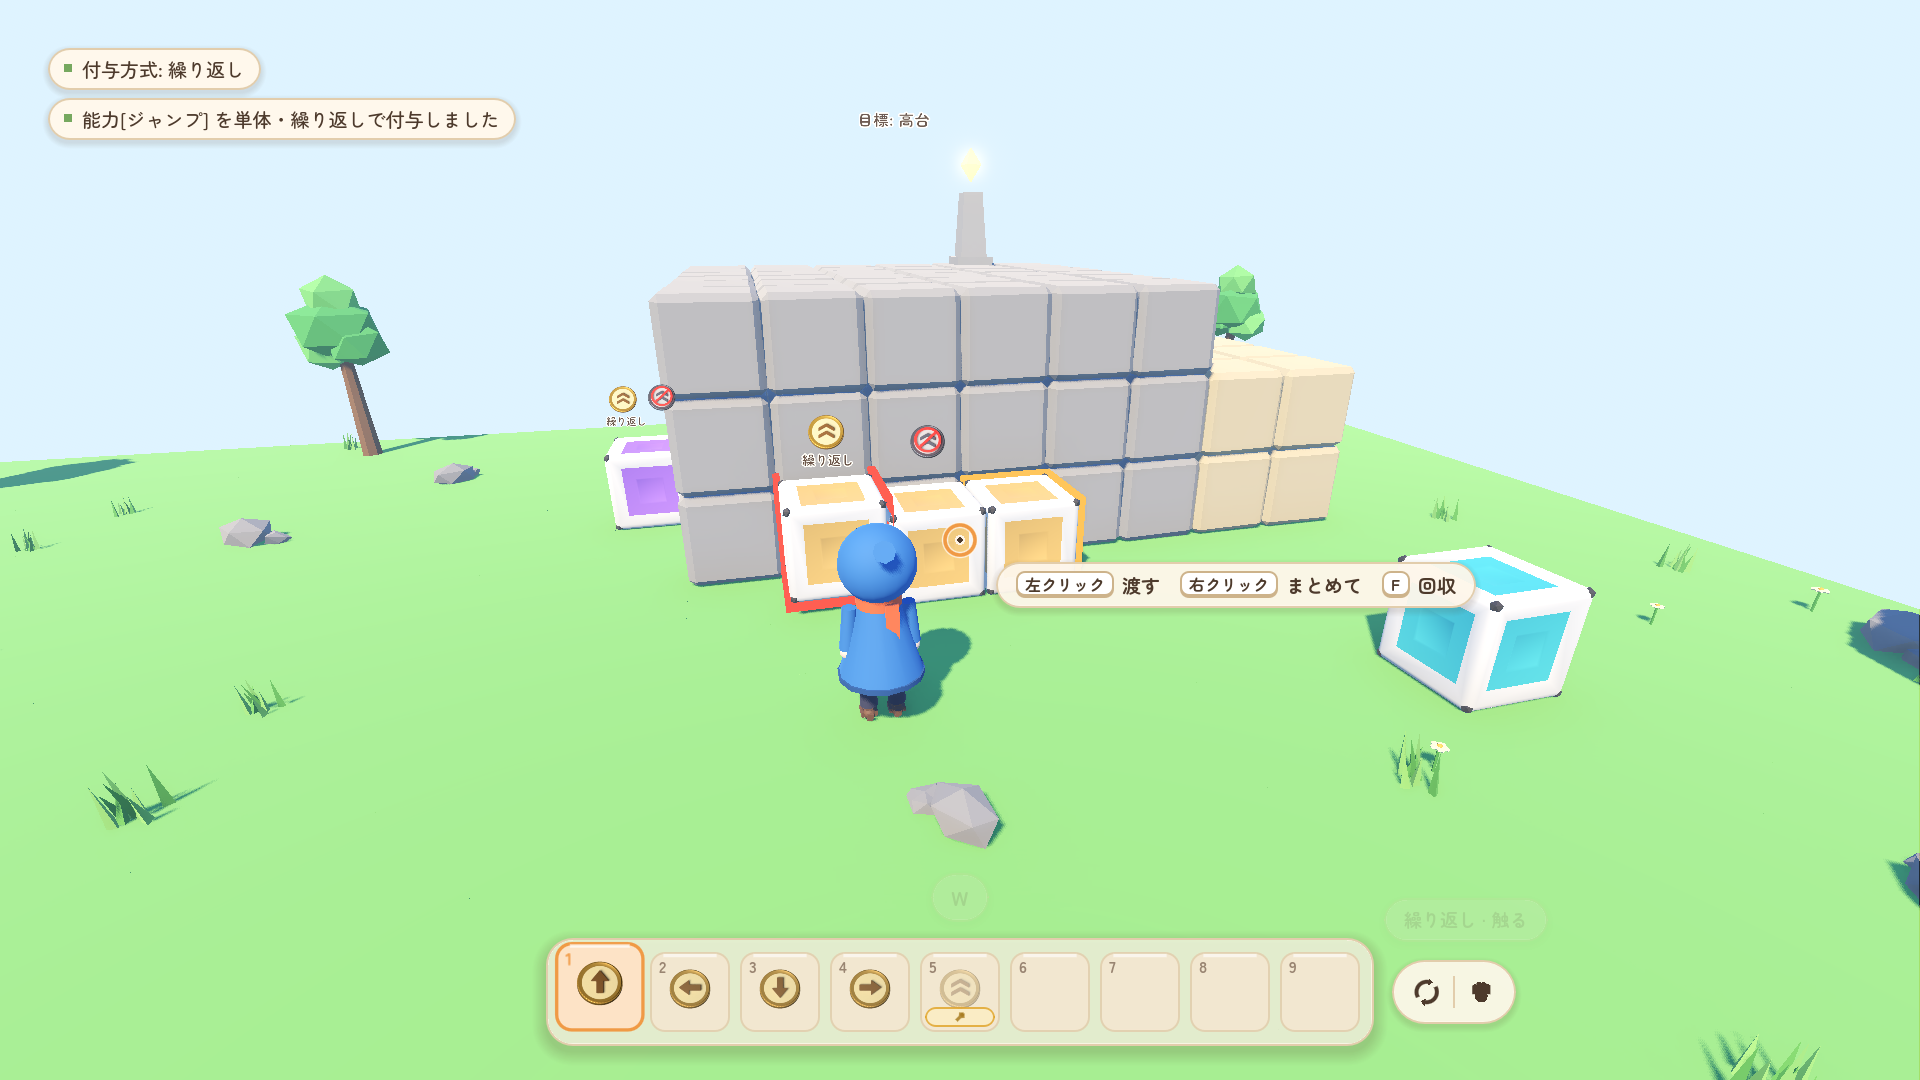 付与方式: 繰り返し
能力[ジャンプ] を単体・繰り返しで付与しました
目標: 高台
繰り返し
繰り返し
左クリック 渡す 右クリック まとめて F 回収
W
繰り返し · 触る
1 2 3 4 5 6 7 8 9